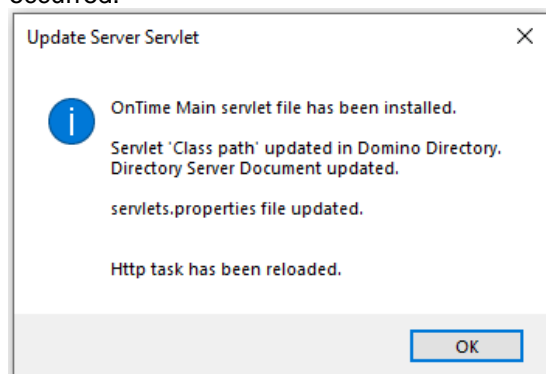 occurred.
Update Server Servlet
OnTime Main servlet file has been installed.
Servlet 'Class path' updated in Domino Directory.
Directory Server Document updated.
servlets.properties file updated.
Http task has been reloaded.
OK